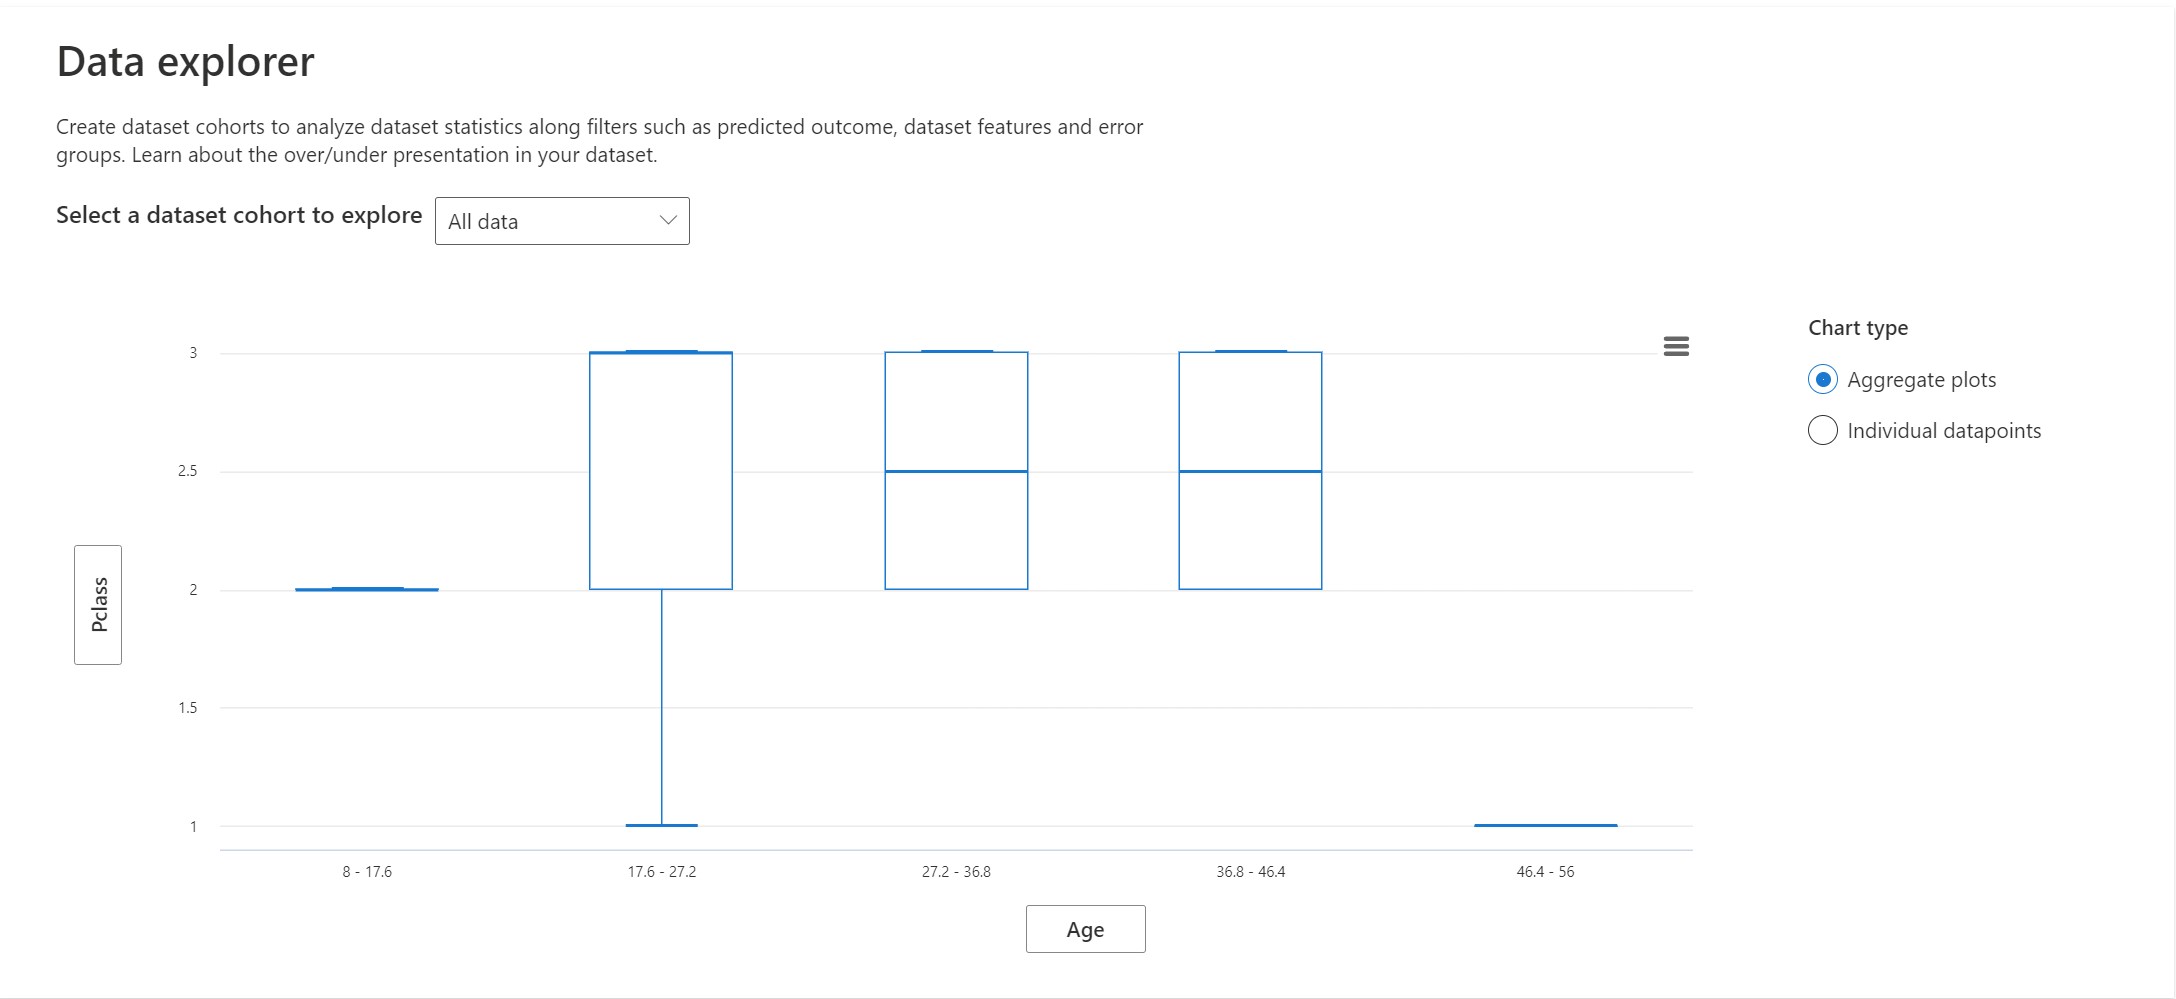 Data explorer
Create dataset cohorts to analyze dataset statistics along filters such as predicted outcome, dataset features and error
groups. Learn about the over/under presentation in your dataset.
Select a dataset cohort to explore
All data
Chart type
Aggregate plots
Individual datapoints
3
2.5
2
1.5
1
Pclass
8 - 17.6
17.6 - 27.2
27.2 - 36.8
36.8 - 46.4
46.4 - 56
Age